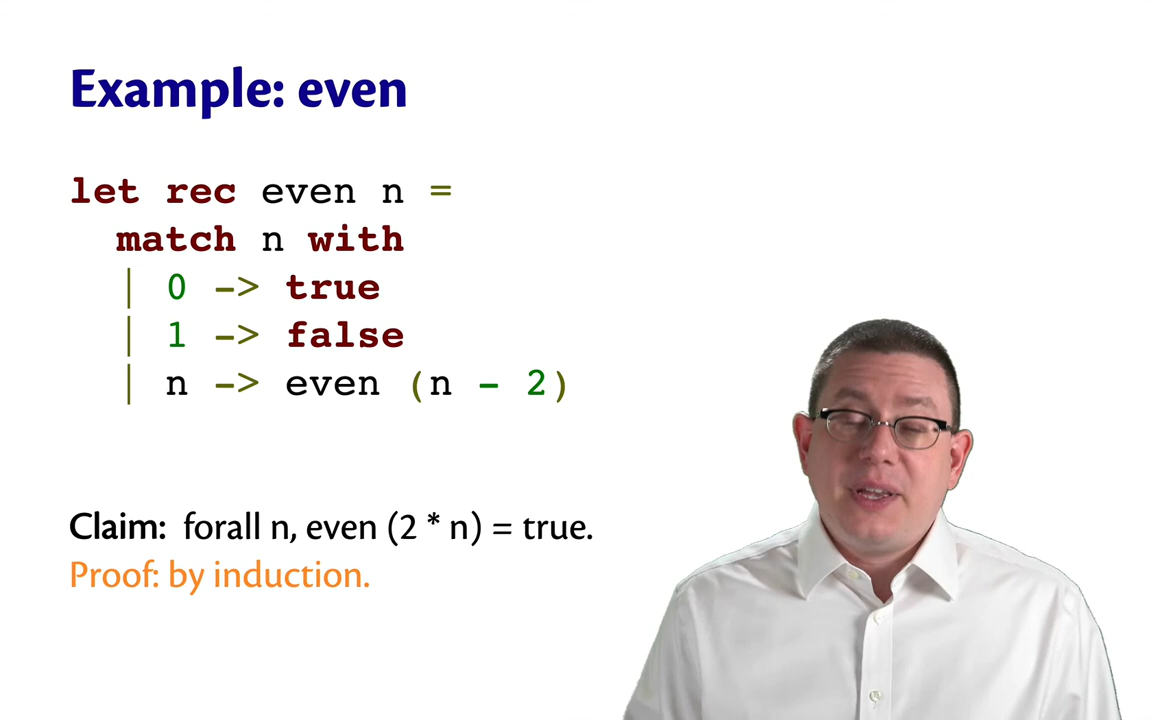 Example: even
let rec even n =
match n with
| 0 -> true
| 1 -> false
| n -> even (n - 2)
Claim: forall n, even (2 * n) = true.
Proof: by induction.